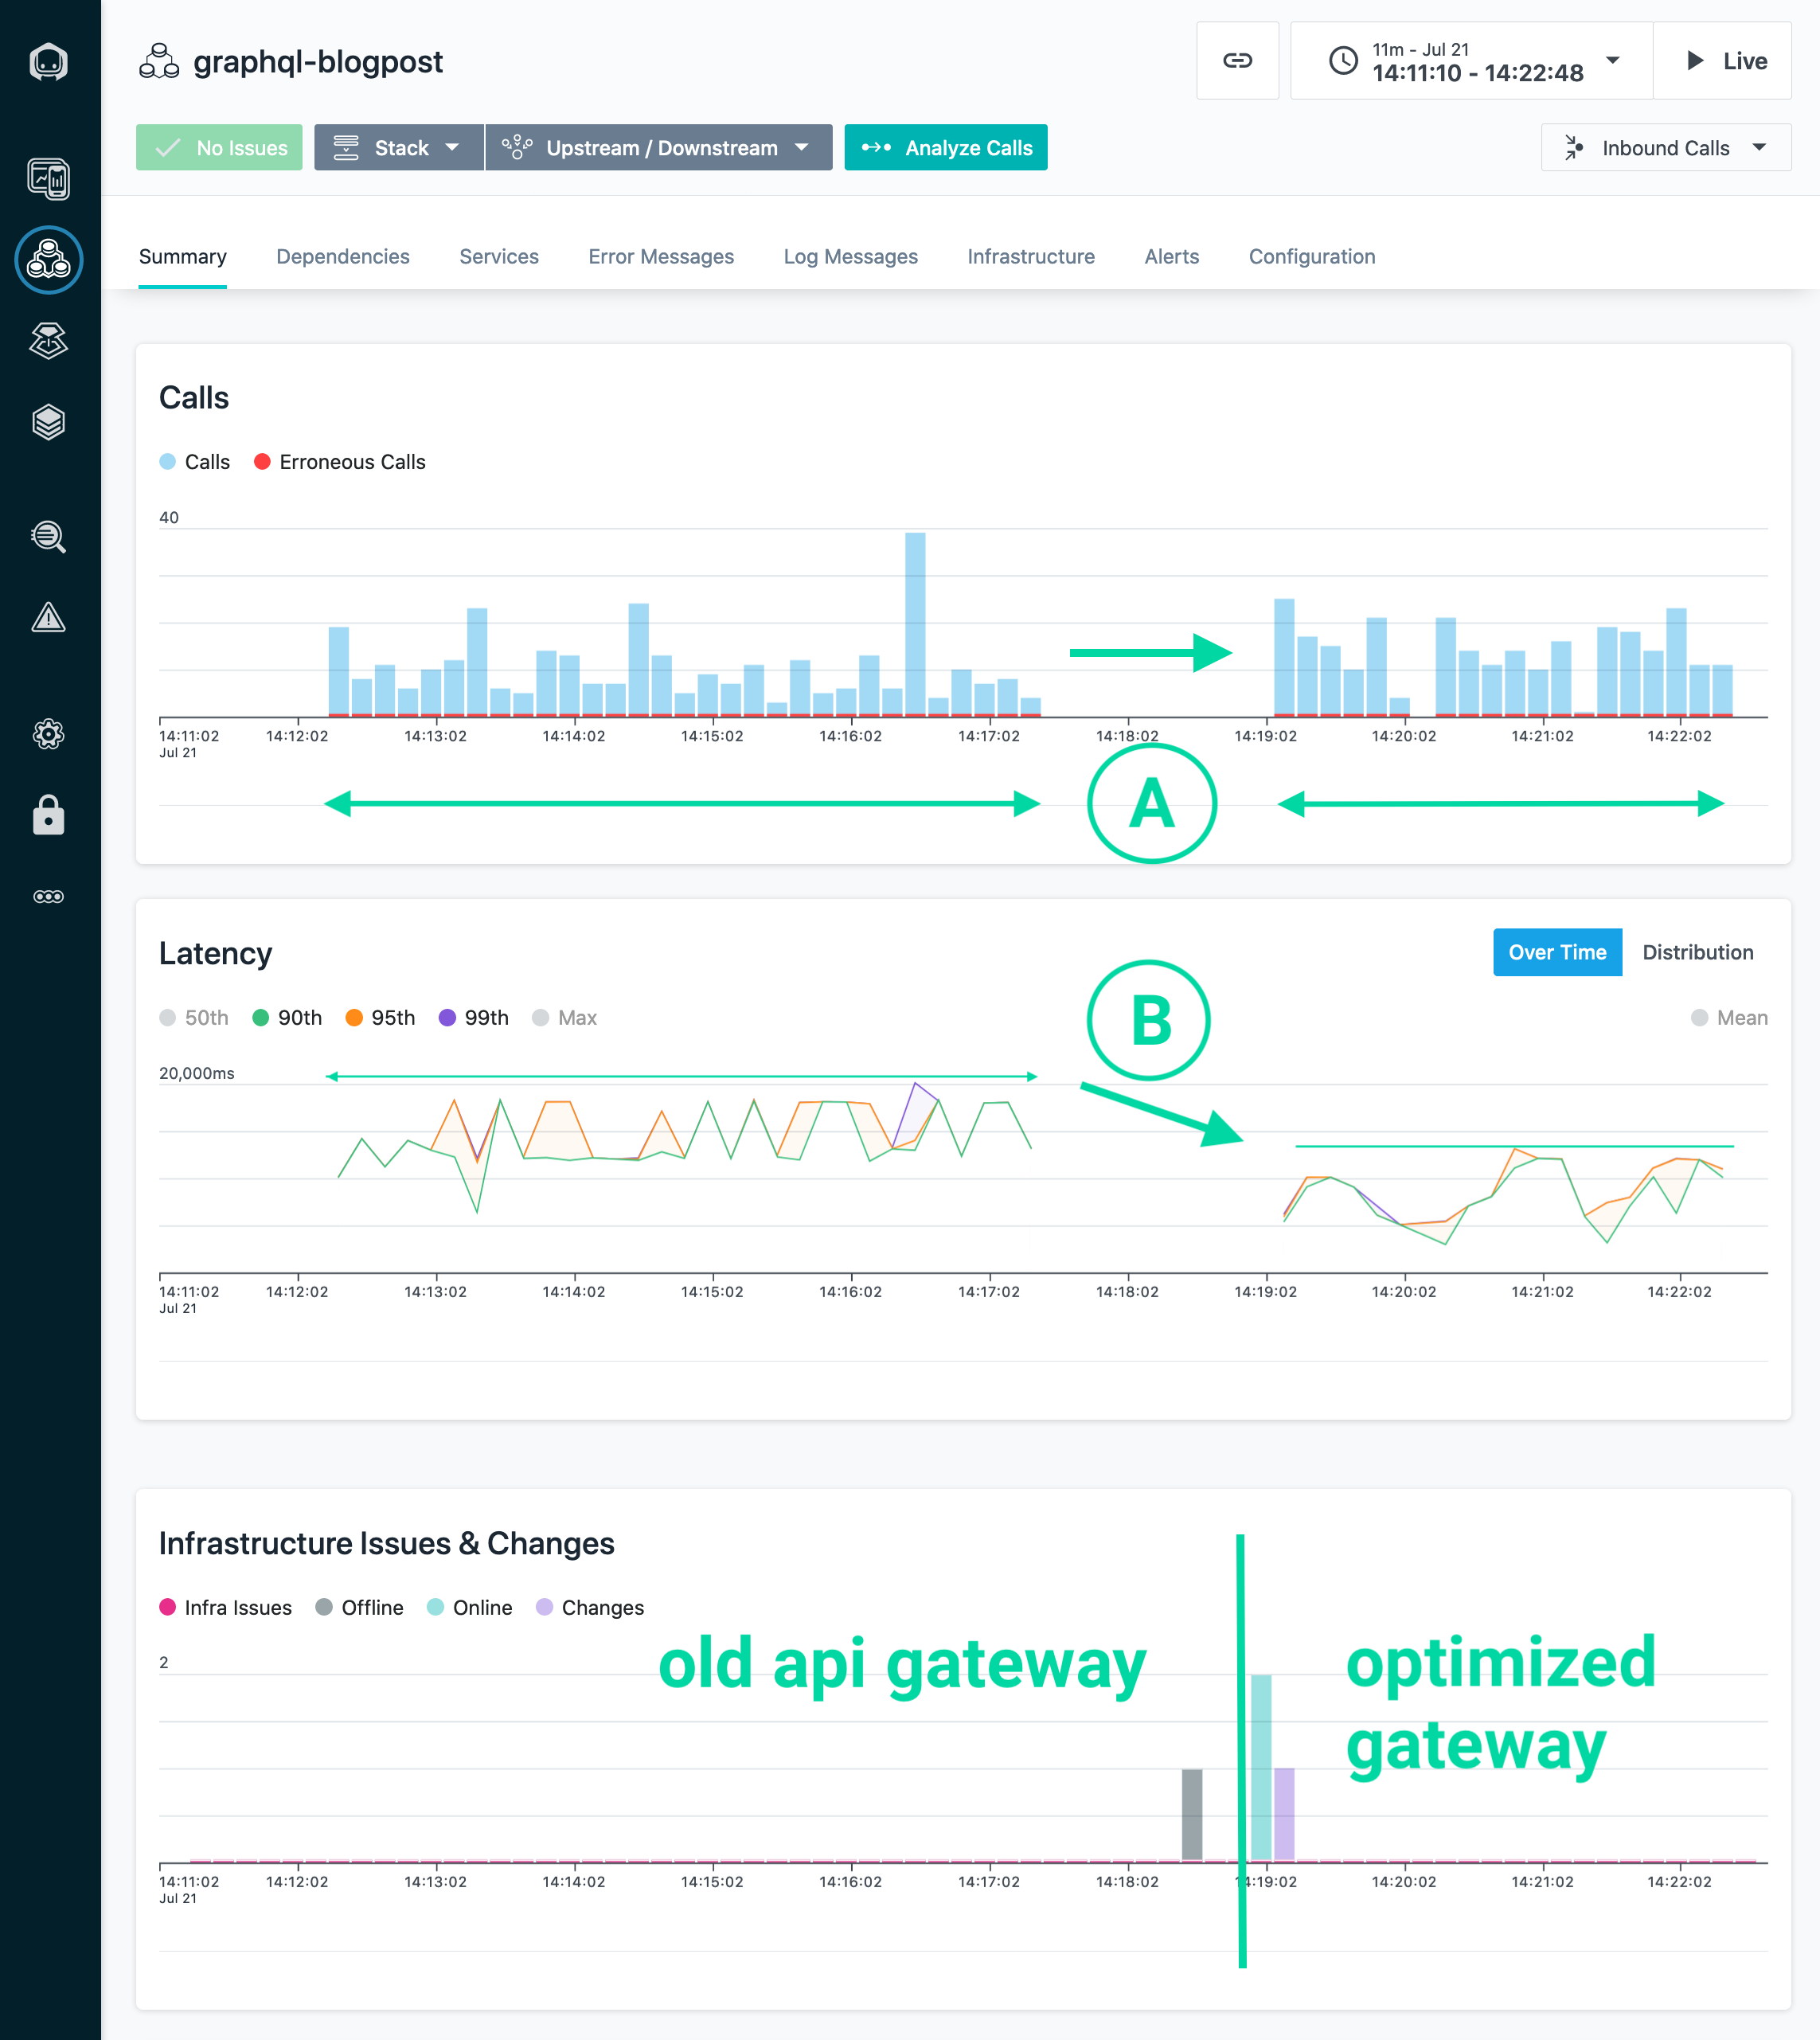 graphql-blogpost
11m - Jul 21
14:11:10 - 14:22:48
Live
No Issues
Stack
Upstream / Downstream
Analyze Calls
Inbound Calls
Summary Dependencies Services Error Messages Log Messages Infrastructure Alerts Configuration
Calls
Calls Erroneous Calls
40
14:11:02 14:12:02 14:13:02 14:14:02 14:15:02 14:16:02 14:17:02 14:18:02 14:19:02 14:20:02 14:21:02 14:22:02
Jul 21
A
Latency
Over Time Distribution
B
50th 90th 95th 99th Max Mean
20,000ms
14:11:02 14:12:02 14:13:02 14:14:02 14:15:02 14:16:02 14:17:02 14:18:02 14:19:02 14:20:02 14:21:02 14:22:02
Jul 21
Infrastructure Issues & Changes
Infra Issues Offline Online Changes
2
old api gateway
optimized
gateway
14:11:02 14:12:02 14:13:02 14:14:02 14:15:02 14:16:02 14:17:02 14:18:02 14:19:02 14:20:02 14:21:02 14:22:02
Jul 21